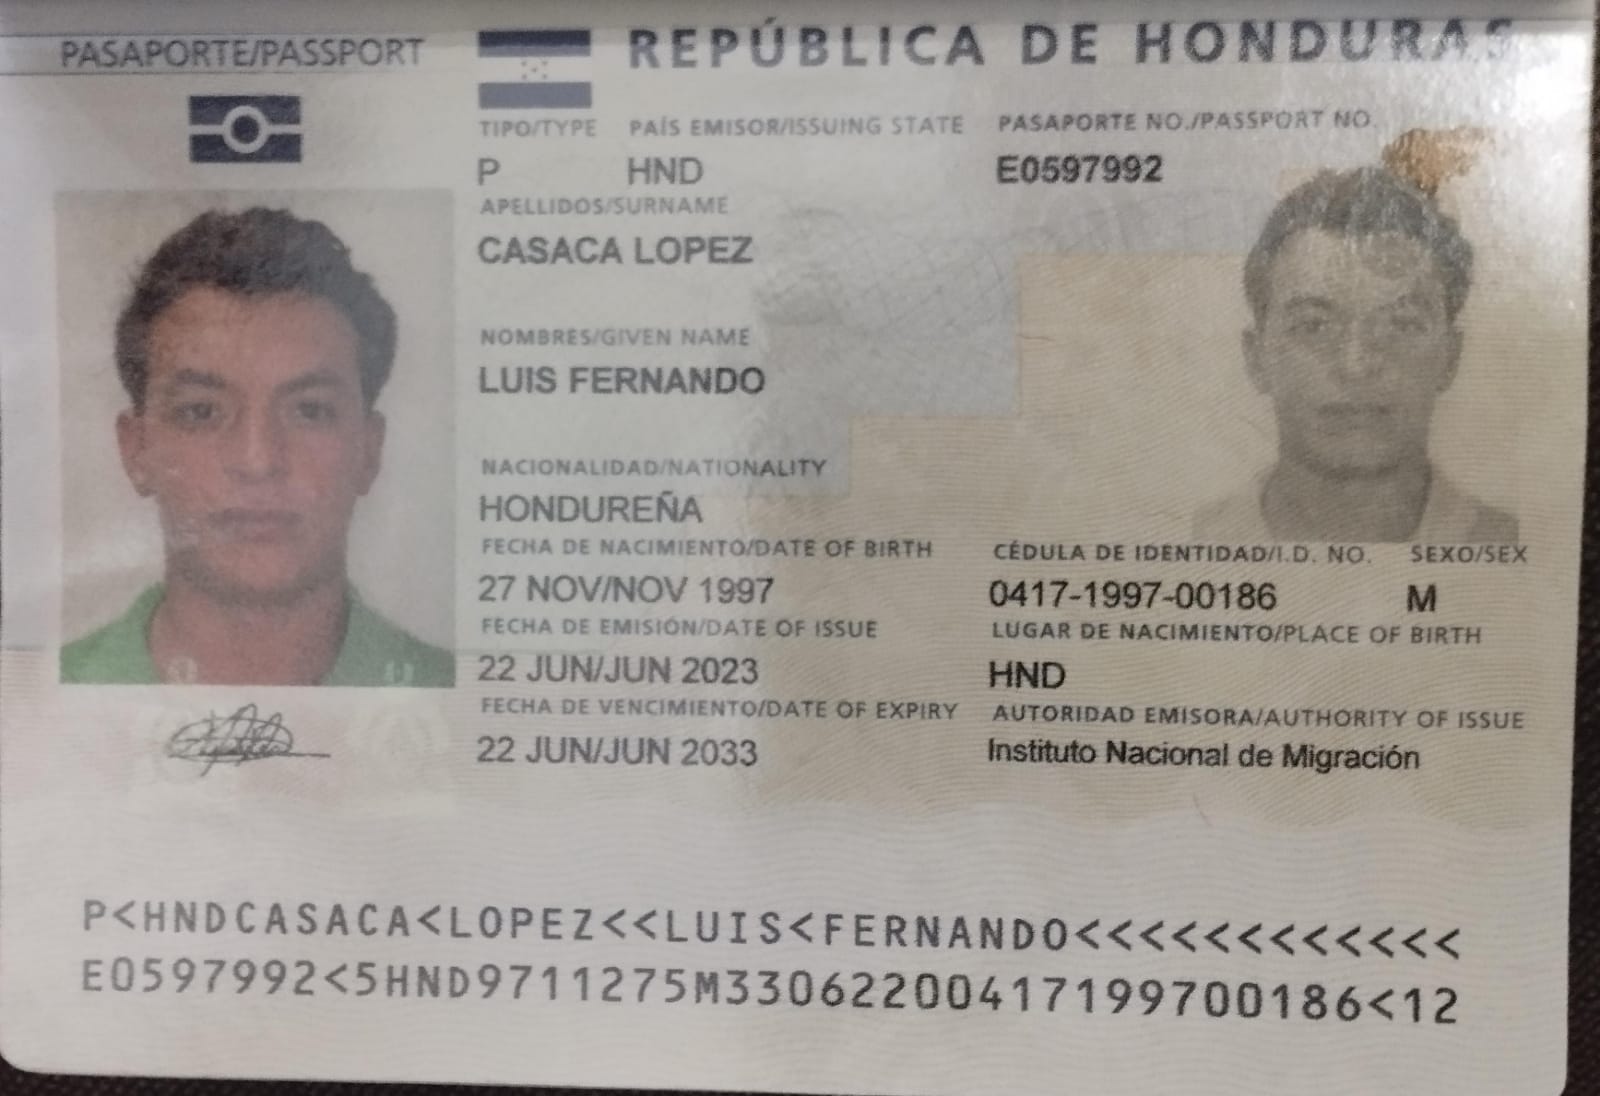 PASAPORTE/PASSPORT
REPÚBLICA DE HONDURAS
TIPO/TYPE PAÍS EMISOR/ISSUING STATE PASAPORTE NO./PASSPORT NO.
P HND E0597992
APELLIDOS/SURNAME
CASACA LOPEZ
NOMBRES/GIVEN NAME
LUIS FERNANDO
NACIONALIDAD/NATIONALITY
HONDUREÑA
FECHA DE NACIMIENTO/DATE OF BIRTH CÉDULA DE IDENTIDAD/I.D. NO. SEXO/SEX
27 NOV/NOV 1997 0417-1997-00186 M
FECHA DE EMISIÓN/DATE OF ISSUE LUGAR DE NACIMIENTO/PLACE OF BIRTH
22 JUN/JUN 2023 HND
FECHA DE VENCIMIENTO/DATE OF EXPIRY AUTORIDAD EMISORA/AUTHORITY OF ISSUE
22 JUN/JUN 2033 Instituto Nacional de Migración
P<HNDCASACA<LOPEZ<<LUIS<FERNANDO<<<<<<<<<<<<
E0597992<5HND9711275M33062200417199700186<12